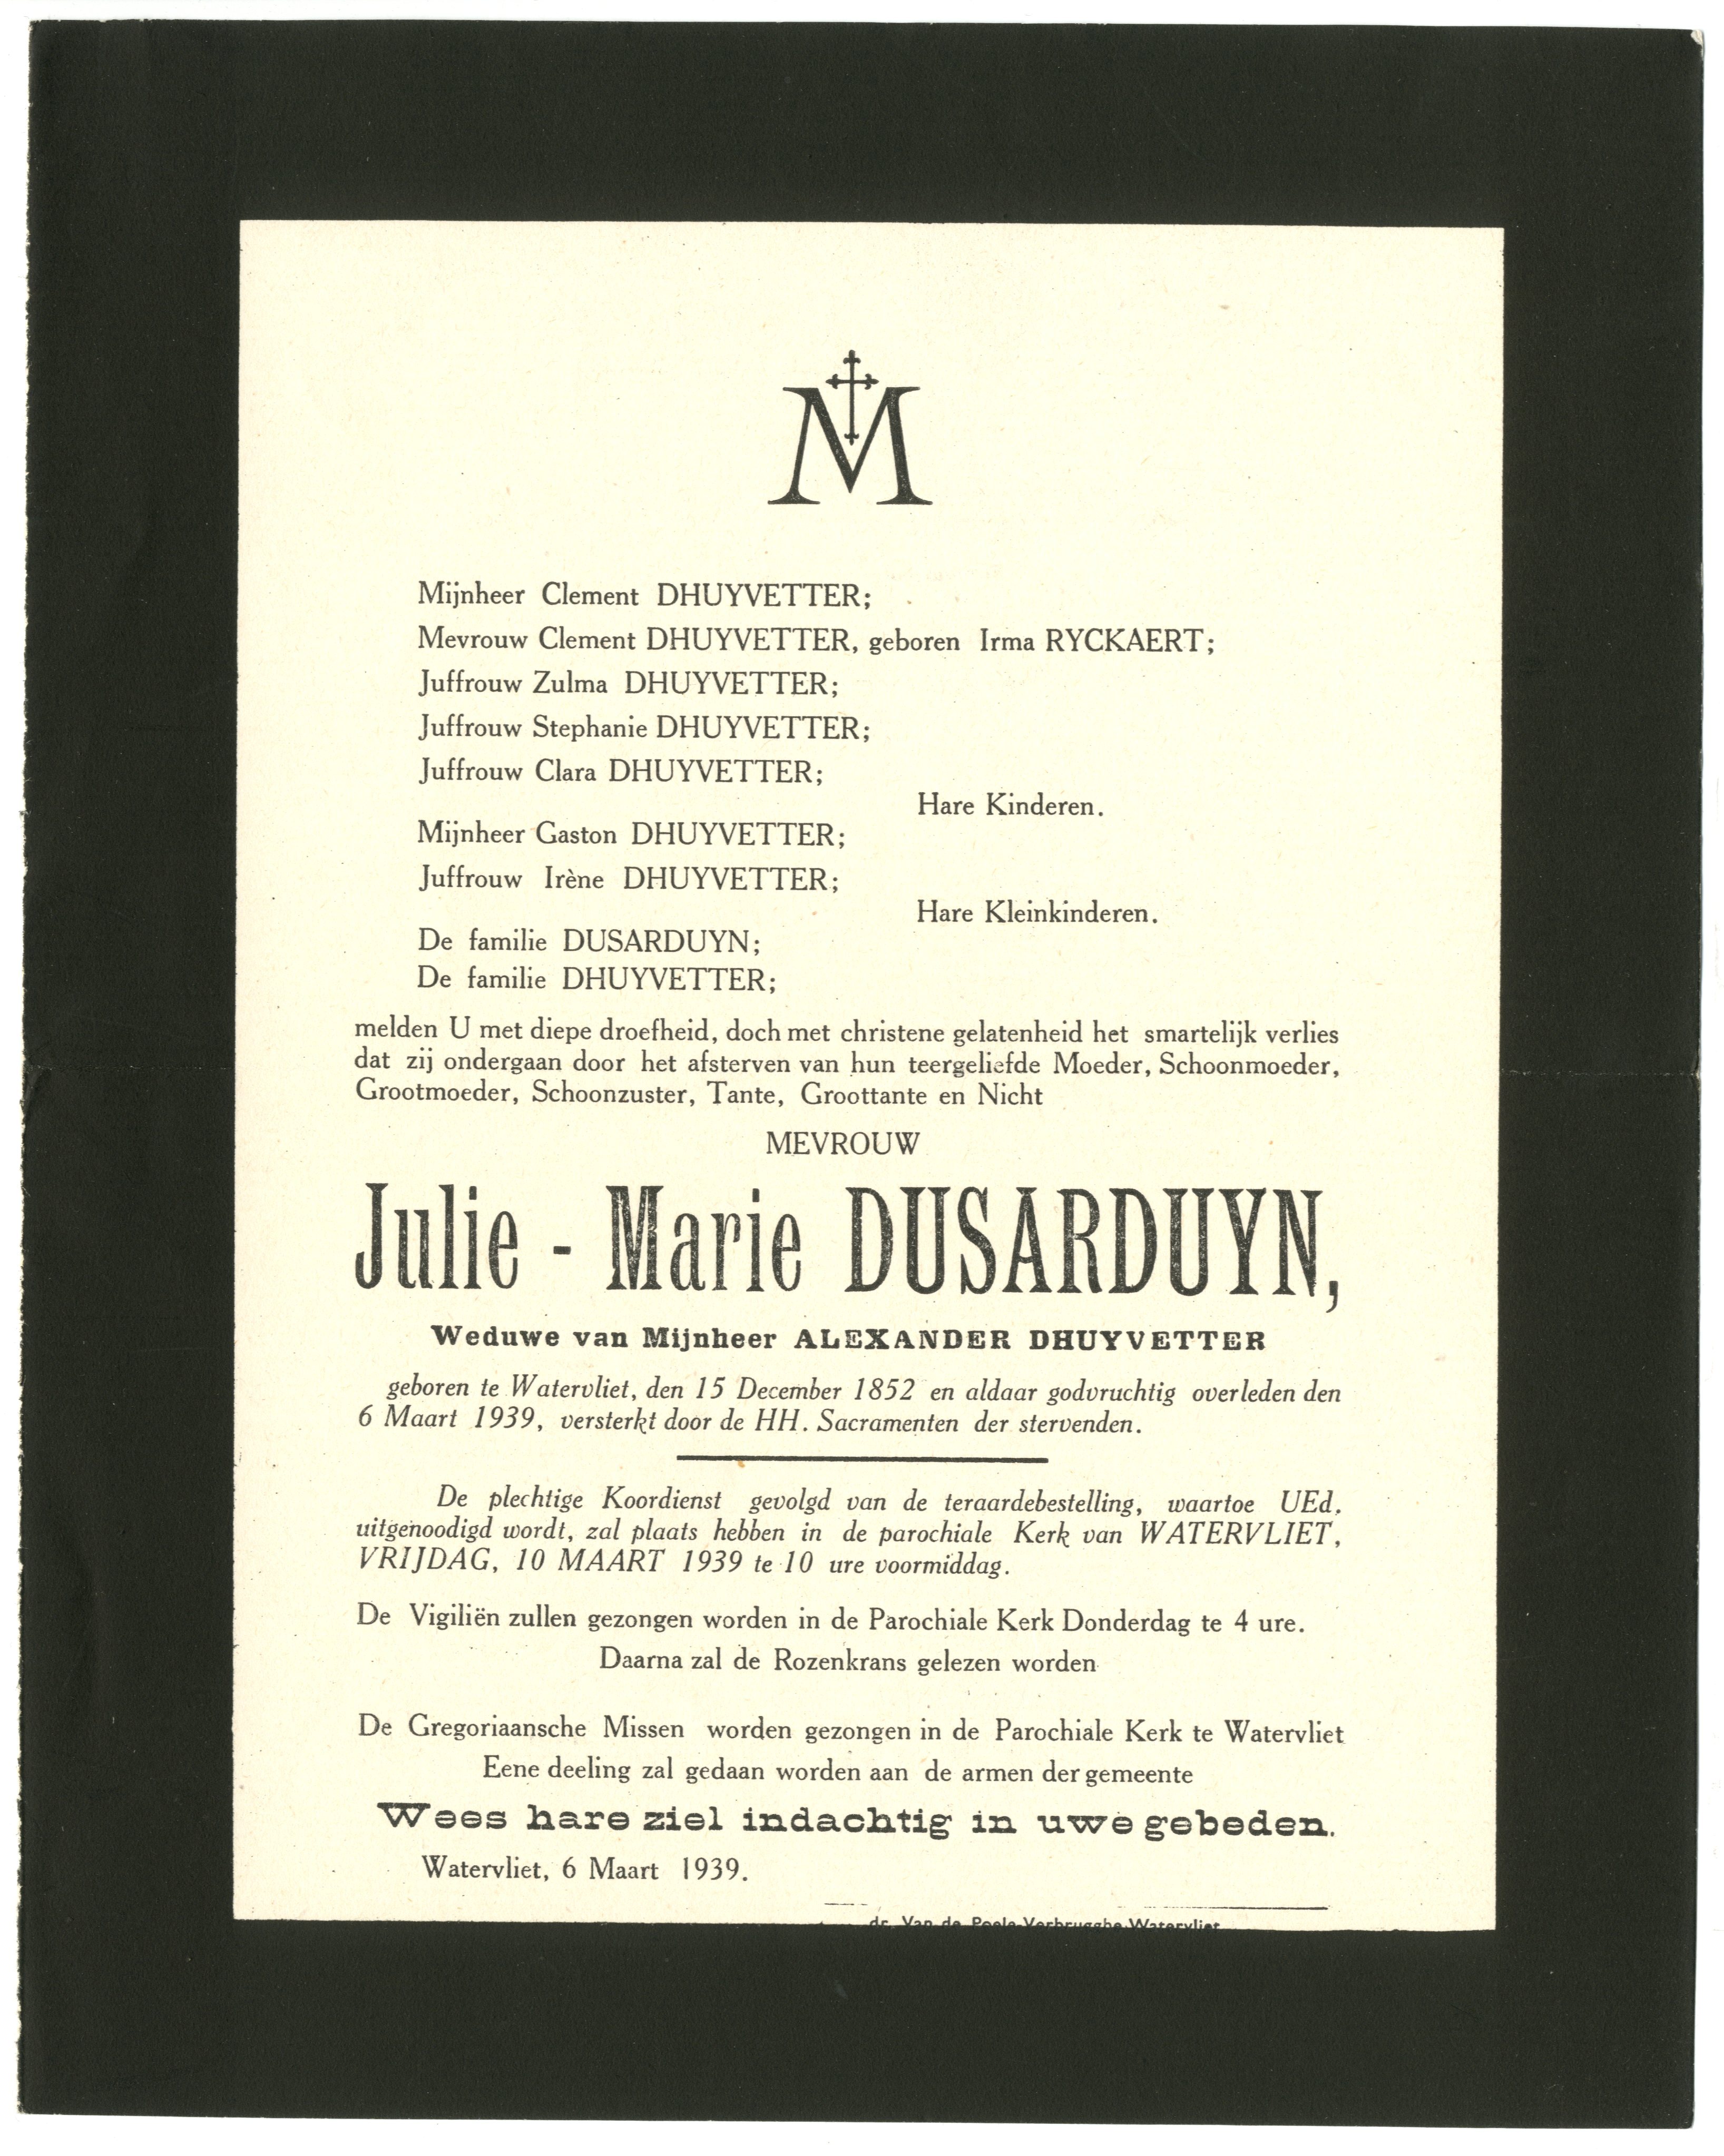 M
Mijnheer Clement DHUYVETTER;
Mevrouw Clement DHUYVETTER, geboren Irma RYCKAERT;
Juffrouw Zulma DHUYVETTER;
Juffrouw Stephanie DHUYVETTER;
Juffrouw Clara DHUYVETTER;
Hare Kinderen.
Mijnheer Gaston DHUYVETTER;
Juffrouw Irène DHUYVETTER;
Hare Kleinkinderen.
De familie DUSARDUYN;
De familie DHUYVETTER;
melden U met diepe droefheid, doch met christene gelatenheid het smartelijk verlies
dat zij ondergaan door het afsterven van hun teergeliefde Moeder, Schoonmoeder,
Grootmoeder, Schoonzuster, Tante, Groottante en Nicht
MEVROUW
Julie - Marie DUSARDUYN,
Weduwe van Mijnheer ALEXANDER DHUYVETTER
geboren te Watervliet, den 15 December 1852 en aldaar godvruchtig overleden den
6 Maart 1939, versterkt door de HH. Sacramenten der stervenden.
De plechtige Koordienst gevolgd van de teraardebestelling, waartoe UEd.
uitgenoodigd wordt, zal plaats hebben in de parochiale Kerk van WATERVLIET,
VRIJDAG, 10 MAART 1939 te 10 ure voormiddag.
De Vigiliën zullen gezongen worden in de Parochiale Kerk Donderdag te 4 ure.
Daarna zal de Rozenkrans gelezen worden
De Gregoriaansche Missen worden gezongen in de Parochiale Kerk te Watervliet
Eene deeling zal gedaan worden aan de armen der gemeente
Wees hare ziel indachtig in uwe gebeden.
Watervliet, 6 Maart 1939.
dr. Van de Poele-Verbrugghe Watervliet